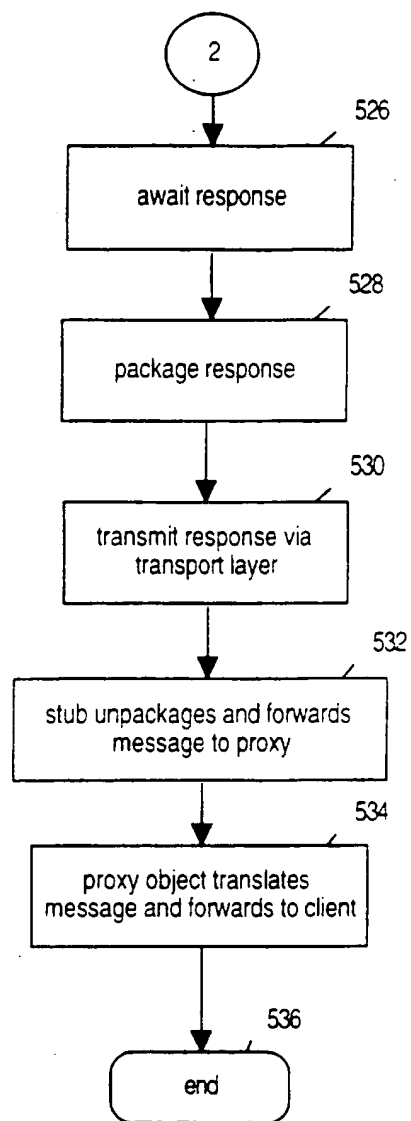 2
526
await response
528
package response
530
transmit response via
transport layer
532
stub unpackages and forwards
message to proxy
534
proxy object translates
message and forwards to client
536
end